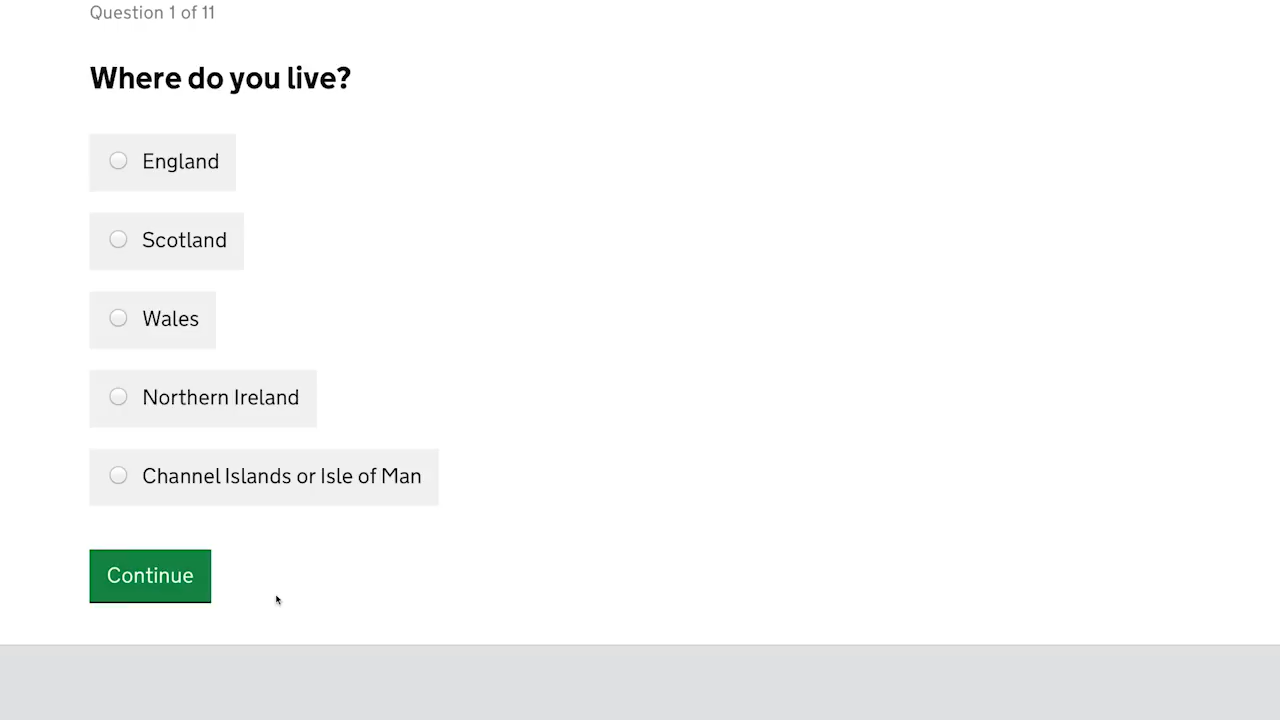 Question 1 of 11
Where do you live?
England
Scotland
Wales
Northern Ireland
Channel Islands or Isle of Man
Continue